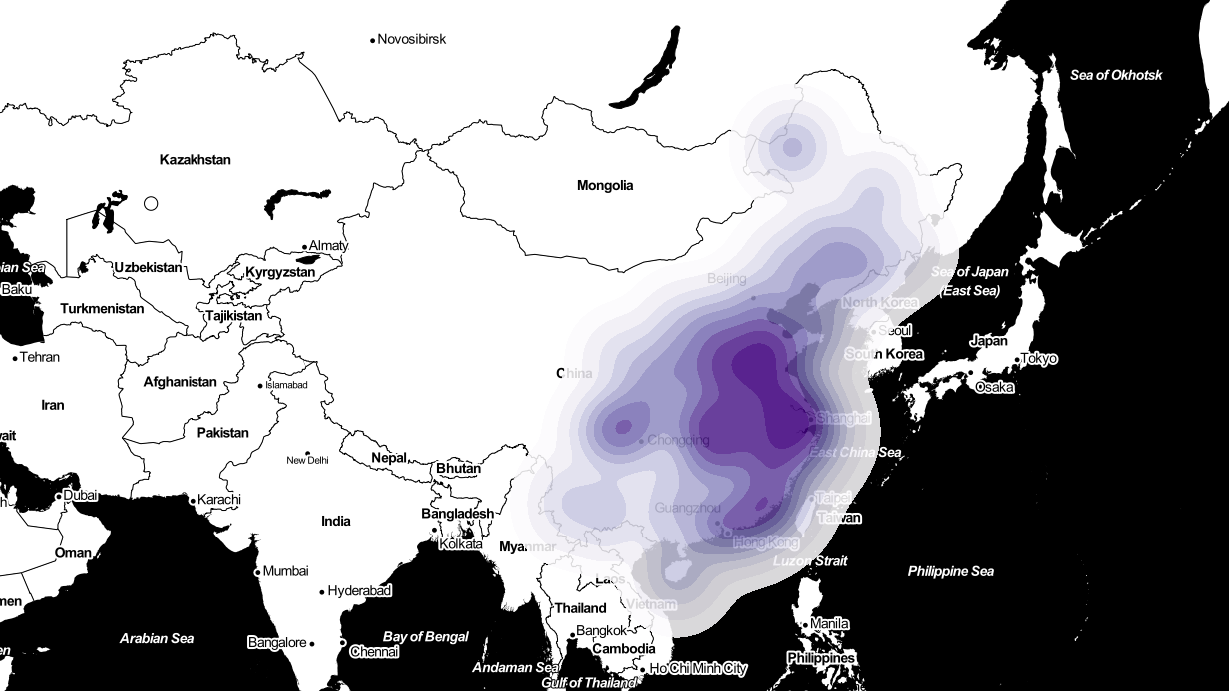 Novosibirsk
Sea of Okhotsk
Kazakhstan
Mongolia
Almaty
Uzbekistan
Kyrgyzstan
ian Sea
Baku
Turkmenistan
Tajikistan
Beijing
Sea of Japan
(East Sea)
North Korea
Seoul
South Korea
Japan
Tokyo
Osaka
Tehran
Afghanistan
Islamabad
China
Iran
Pakistan
Shanghai
Chongqing
East China Sea
ait
New Delhi
Nepal
Bhutan
Dubai
Karachi
Bangladesh
India
Kolkata
Guangzhou
Taipei
Taiwan
Hong Kong
Myanmar
Oman
Luzon Strait
Mumbai
Philippine Sea
Laos
Hyderabad
men
Thailand
Vietnam
Manila
Arabian Sea
Bay of Bengal
Bangkok
Bangalore
Chennai
Cambodia
en
Andaman Sea
Ho Chi Minh City
Philippines
Gulf of Thailand